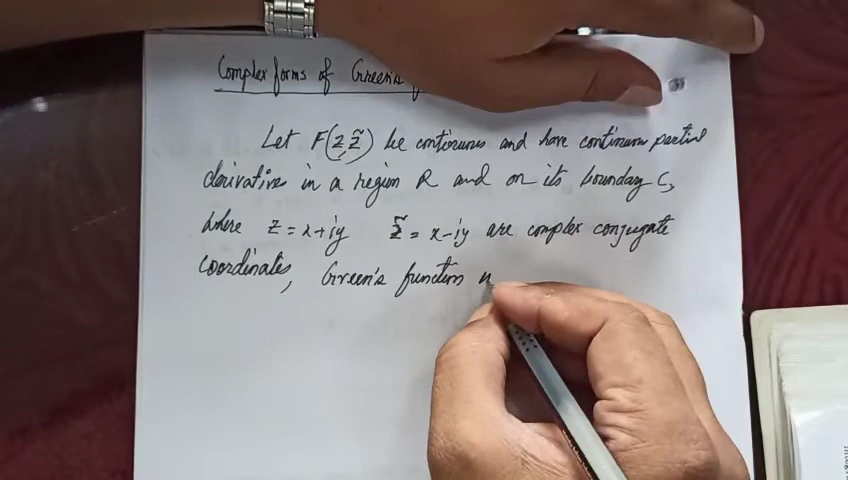 Complex forms of Green's
Let F(z, z̃) be continuous and have continuous partial
derivatives in a region R and on its boundary C,
where z = x+iy z̃ = x-iy are complex conjugate
coordinates, Green's function